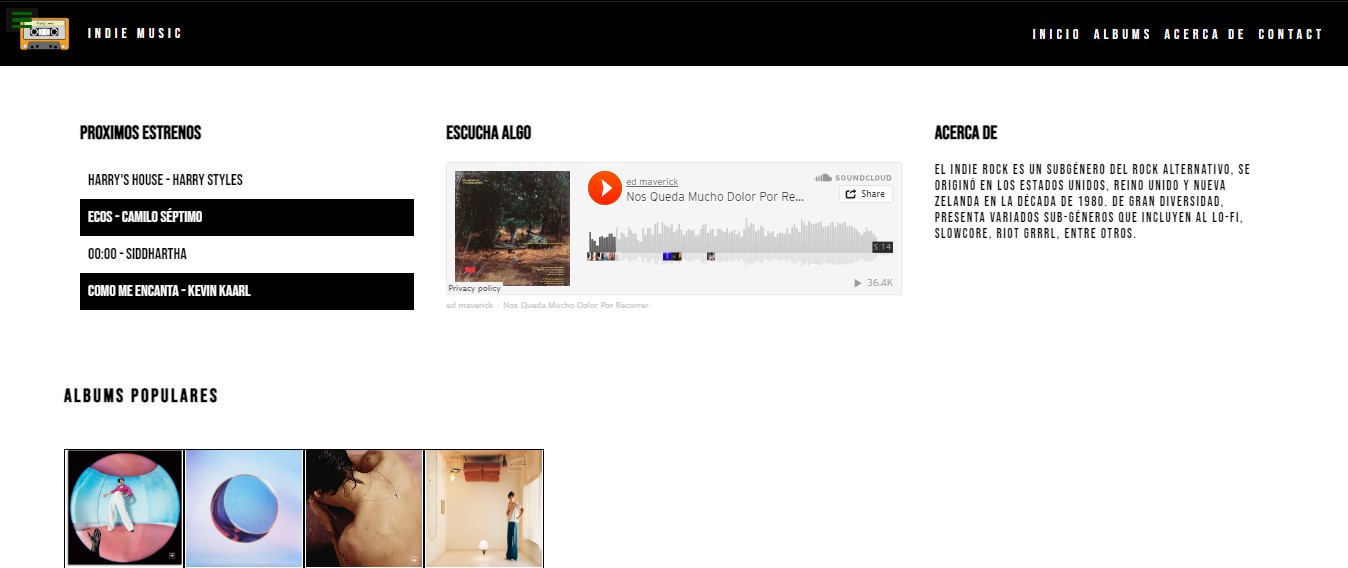 INDIE MUSIC
INICIO ALBUMS ACERCA DE CONTACT
PROXIMOS ESTRENOS
HARRY'S HOUSE - HARRY STYLES
ECOS - CAMILO SÉPTIMO
00:00 - SIDDHARTHA
COMO ME ENCANTA - KEVIN KAARL
ESCUCHA ALGO
ed maverick
Nos Queda Mucho Dolor Por Re...
SOUNDCLOUD
Share
5:14
Privacy policy
36.4K
ed maverick - Nos Queda Mucho Dolor Por Recorrer
ACERCA DE
EL INDIE ROCK ES UN SUBGÉNERO DEL ROCK ALTERNATIVO, SE
ORIGINÓ EN LOS ESTADOS UNIDOS, REINO UNIDO Y NUEVA
ZELANDA EN LA DÉCADA DE 1980. DE GRAN DIVERSIDAD,
PRESENTA VARIADOS SUB-GÉNEROS QUE INCLUYEN AL LO-FI,
SLOWCORE, RIOT GRRRL, ENTRE OTROS.
ALBUMS POPULARES